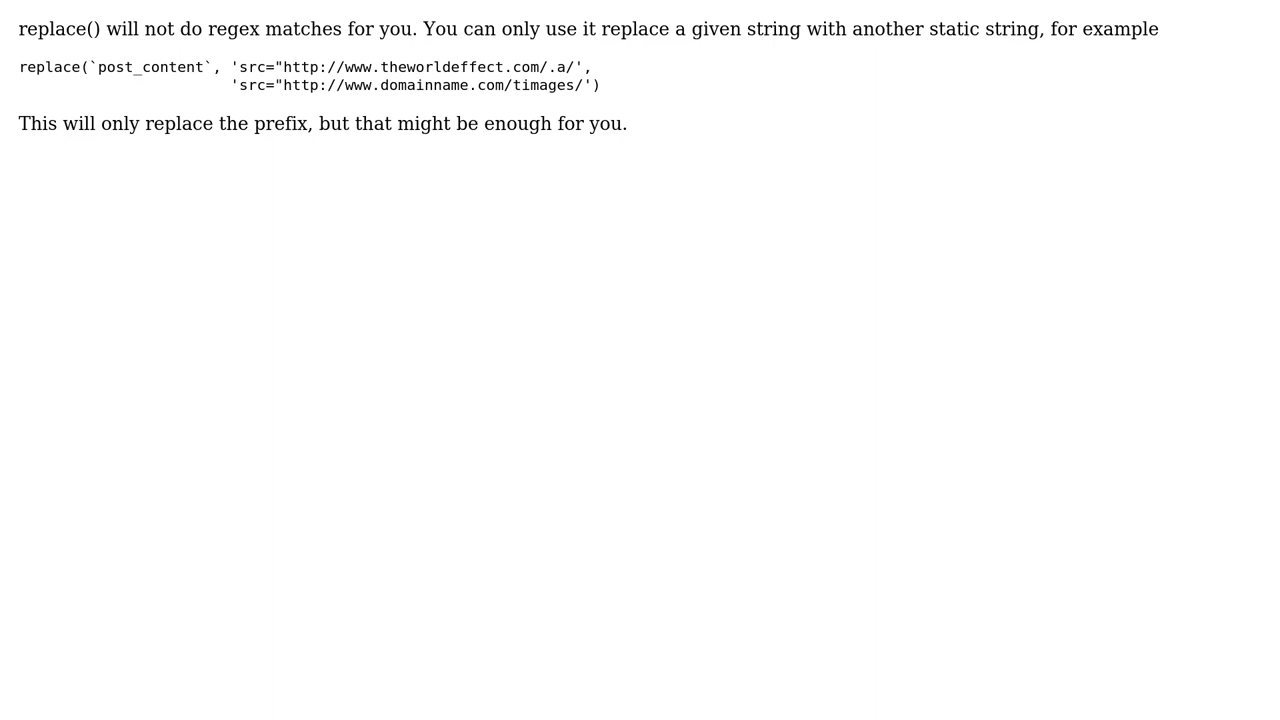 replace() will not do regex matches for you. You can only use it replace a given string with another static string, for example
replace(`post_content`, 'src="http://www.theworldeffect.com/.a/',
                        'src="http://www.domainname.com/timages/')
This will only replace the prefix, but that might be enough for you.